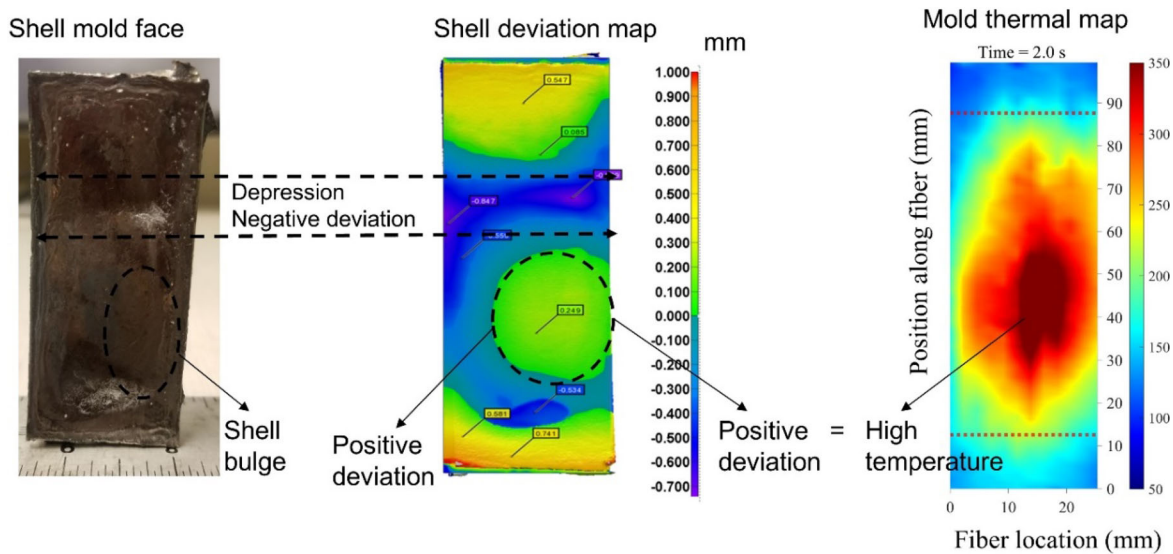 Shell mold face
Shell deviation map
mm
Mold thermal map
Time = 2.0 s
Depression
Negative deviation
Shell
bulge
Positive
deviation
0.547
0.085
-0.847
0.249
-0.534
0.581
0.741
1.000
0.900
0.800
0.700
0.600
0.500
0.400
0.300
0.200
0.100
0.000
-0.100
-0.200
-0.300
-0.400
-0.500
-0.600
-0.700
Positive = High
deviation temperature
Position along fiber (mm)
90
80
70
60
50
40
30
20
10
0
350
300
250
200
150
100
50
0 10 20
Fiber location (mm)